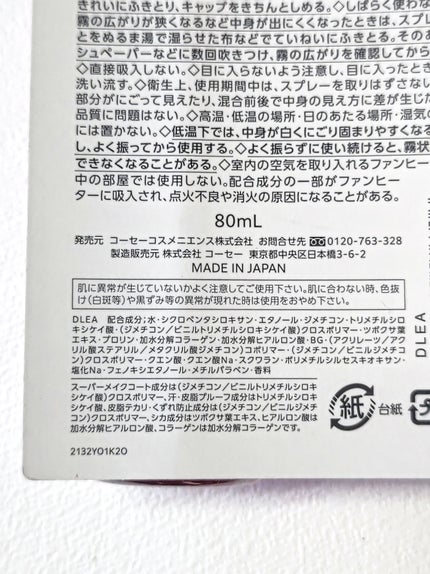 きれいにふきとり、キャップをきちんとしめる。◇しばらく使わな
霧の広がりが狭くなるなど中身が出にくくなったときは、スプレ
とをぬるま湯で湿らせた布などでていねいにふきとる。そのあ
シュペーパーなどに数回吹きつけ、霧の広がりを確認してから
◇直接吸入しない。◇目に入らないよう注意し、目に入ったとき
洗い流す。◇衛生上、使用期間中は、スプレーを取りはずさない
部分がにごって見えたり、混合前後で中身の見え方に差が生じた
品質に問題はない。◇高温・低温の場所・日のあたる場所・湿気の
には置かない。◇低温下では、中身が白くにごり固まりやすくなる
し、よく振ってから使用する。◇よく振らずに使い続けると、霧状
できなくなることがある。◇室内の空気を取り入れるファンヒー
中の部屋では使用しない。配合成分の一部がファンヒー
ターに吸入され、点火不良や消火の原因になることがある。
80mL
発売元 コーセーコスメニエンス株式会社 お問合せ先 0120-763-328
製造販売元 株式会社 コーセー 東京都中央区日本橋3-6-2
MADE IN JAPAN
肌に異常が生じていないかよく注意してご使用下さい。肌に合わない時、色抜
け(白斑等)や黒ずみ等の異常が現れた時は使用をおやめ下さい。
DLEA 配合成分;水・シクロペンタシロキサン・エタノール・ジメチコン・トリメチルシロ
キシケイ酸・(ジメチコン/ビニルトリメチルシロキシケイ酸)クロスポリマー・ツボクサ葉
エキス・プロリン・加水分解コラーゲン・加水分解ヒアルロン酸・BG・(アクリレーツ/アク
リル酸ステアリル/メタクリル酸ジメチコン)コポリマー・(ジメチコン/ビニルジメチコ
ン)クロスポリマー・クエン酸・クエン酸Na・スクワラン・ポリメチルシルセスキオキサン・
塩化Na・フェノキシエタノール・メチルパラベン・香料
スーパーメイクコート成分は(ジメチコン/ビニルトリメチルシロキ
シケイ酸)クロスポリマー、汗・皮脂プルーフ成分はトリメチルシロキ
シケイ酸、皮脂テカリ・くずれ防止成分は(ジメチコン/ビニルジメチ
コン)クロスポリマー、シカ成分はツボクサ葉エキス、ヒアルロン酸は
加水分解ヒアルロン酸、コラーゲンは加水分解コラーゲンです。
紙
台紙
2132YO1K2O
DLEA